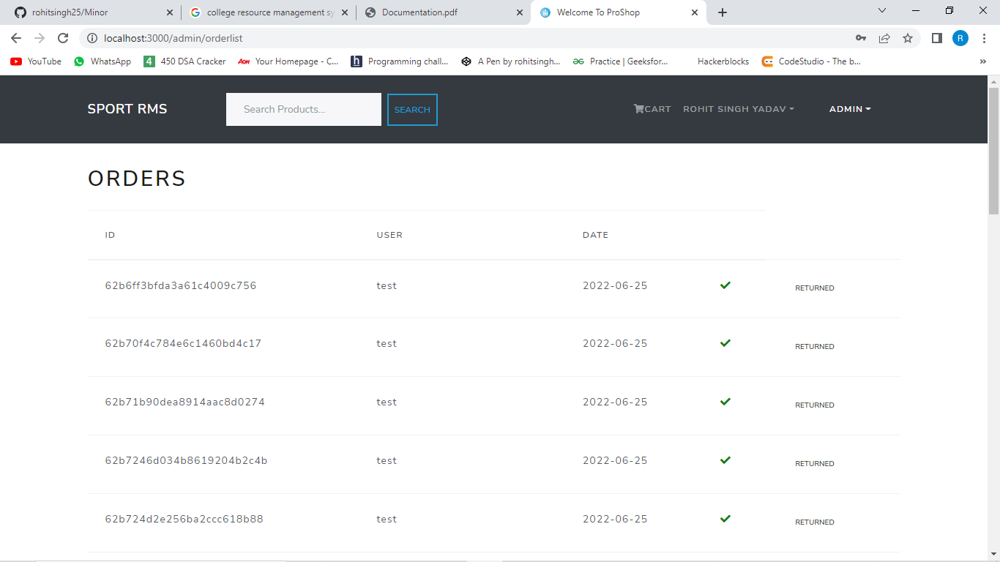 rohitsingh25/Minor
college resource management sy
Documentation.pdf
Welcome To ProShop
localhost:3000/admin/orderlist
R
YouTube
WhatsApp
4 450 DSA Cracker
AON Your Homepage - C...
h Programming chall...
A Pen by rohitsingh...
Practice | Geeksfor...
Hackerblocks
CodeStudio - The b...
SPORT RMS
Search Products...
SEARCH
CART
ROHIT SINGH YADAV
ADMIN
ORDERS
ID USER DATE
62b6ff3bfda3a61c4009c756 test 2022-06-25 RETURNED
62b70f4c784e6c1460bd4c17 test 2022-06-25 RETURNED
62b71b90dea8914aac8d0274 test 2022-06-25 RETURNED
62b7246d034b8619204b2c4b test 2022-06-25 RETURNED
62b724d2e256ba2ccc618b88 test 2022-06-25 RETURNED